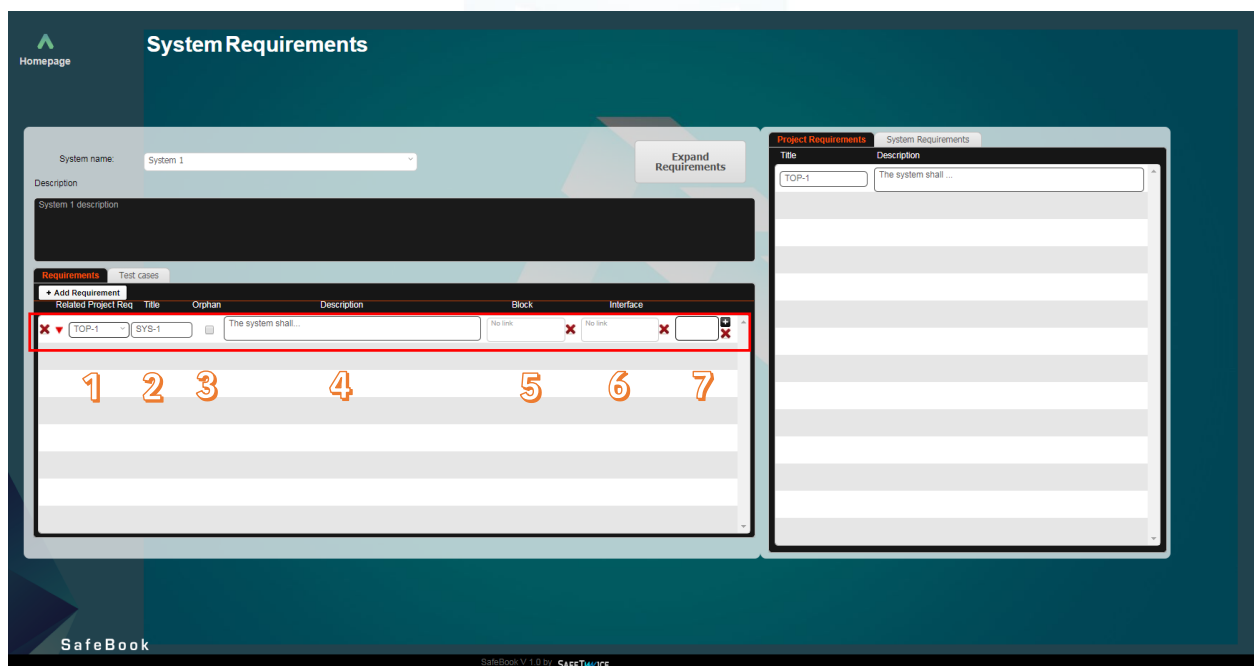 System Requirements
Homepage
Project Requirements System Requirements
Title Description
TOP-1 The system shall ...
System name: System 1
Expand
Requirements
Description
System 1 description
Requirements Test cases
+ Add Requirement
Related Project Req Title Orphan Description Block Interface
TOP-1 SYS-1 The system shall... No link No link
1 2 3 4 5 6 7
SafeBook
SafeBook V 1.0 by SAFETWICE